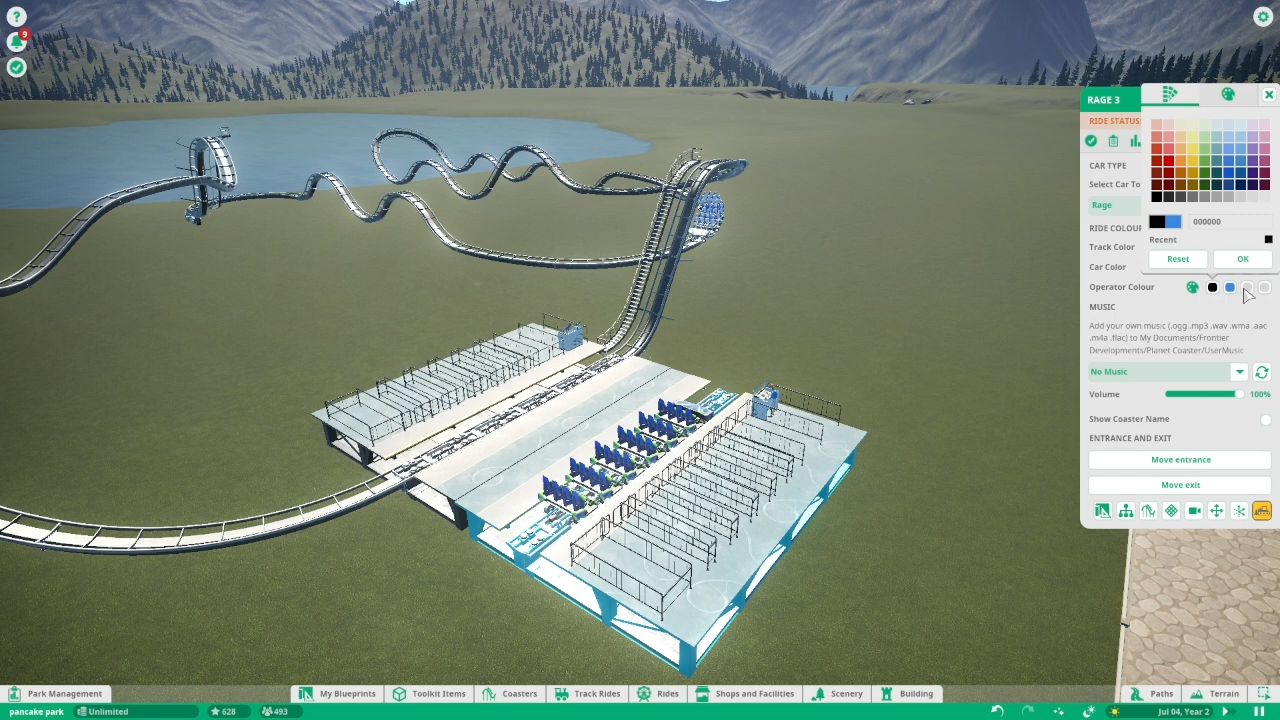 ?
9
RAGE 3
RIDE STATUS:
CAR TYPE
Select Car To
Rage
RIDE COLOUR
Track Color
Car Color
000000
Recent
Reset
OK
Operator Colour
MUSIC
Add your own music (.ogg .mp3 .wav .wma .aac
.m4a .flac) to My Documents/Frontier
Developments/Planet Coaster/UserMusic
No Music
Volume
100%
Show Coaster Name
ENTRANCE AND EXIT
Move entrance
Move exit
Park Management
My Blueprints
Toolkit Items
Coasters
Track Rides
Rides
Shops and Facilities
Scenery
Building
Paths
Terrain
pancake park
Unlimited
628
493
Jul 04, Year 2